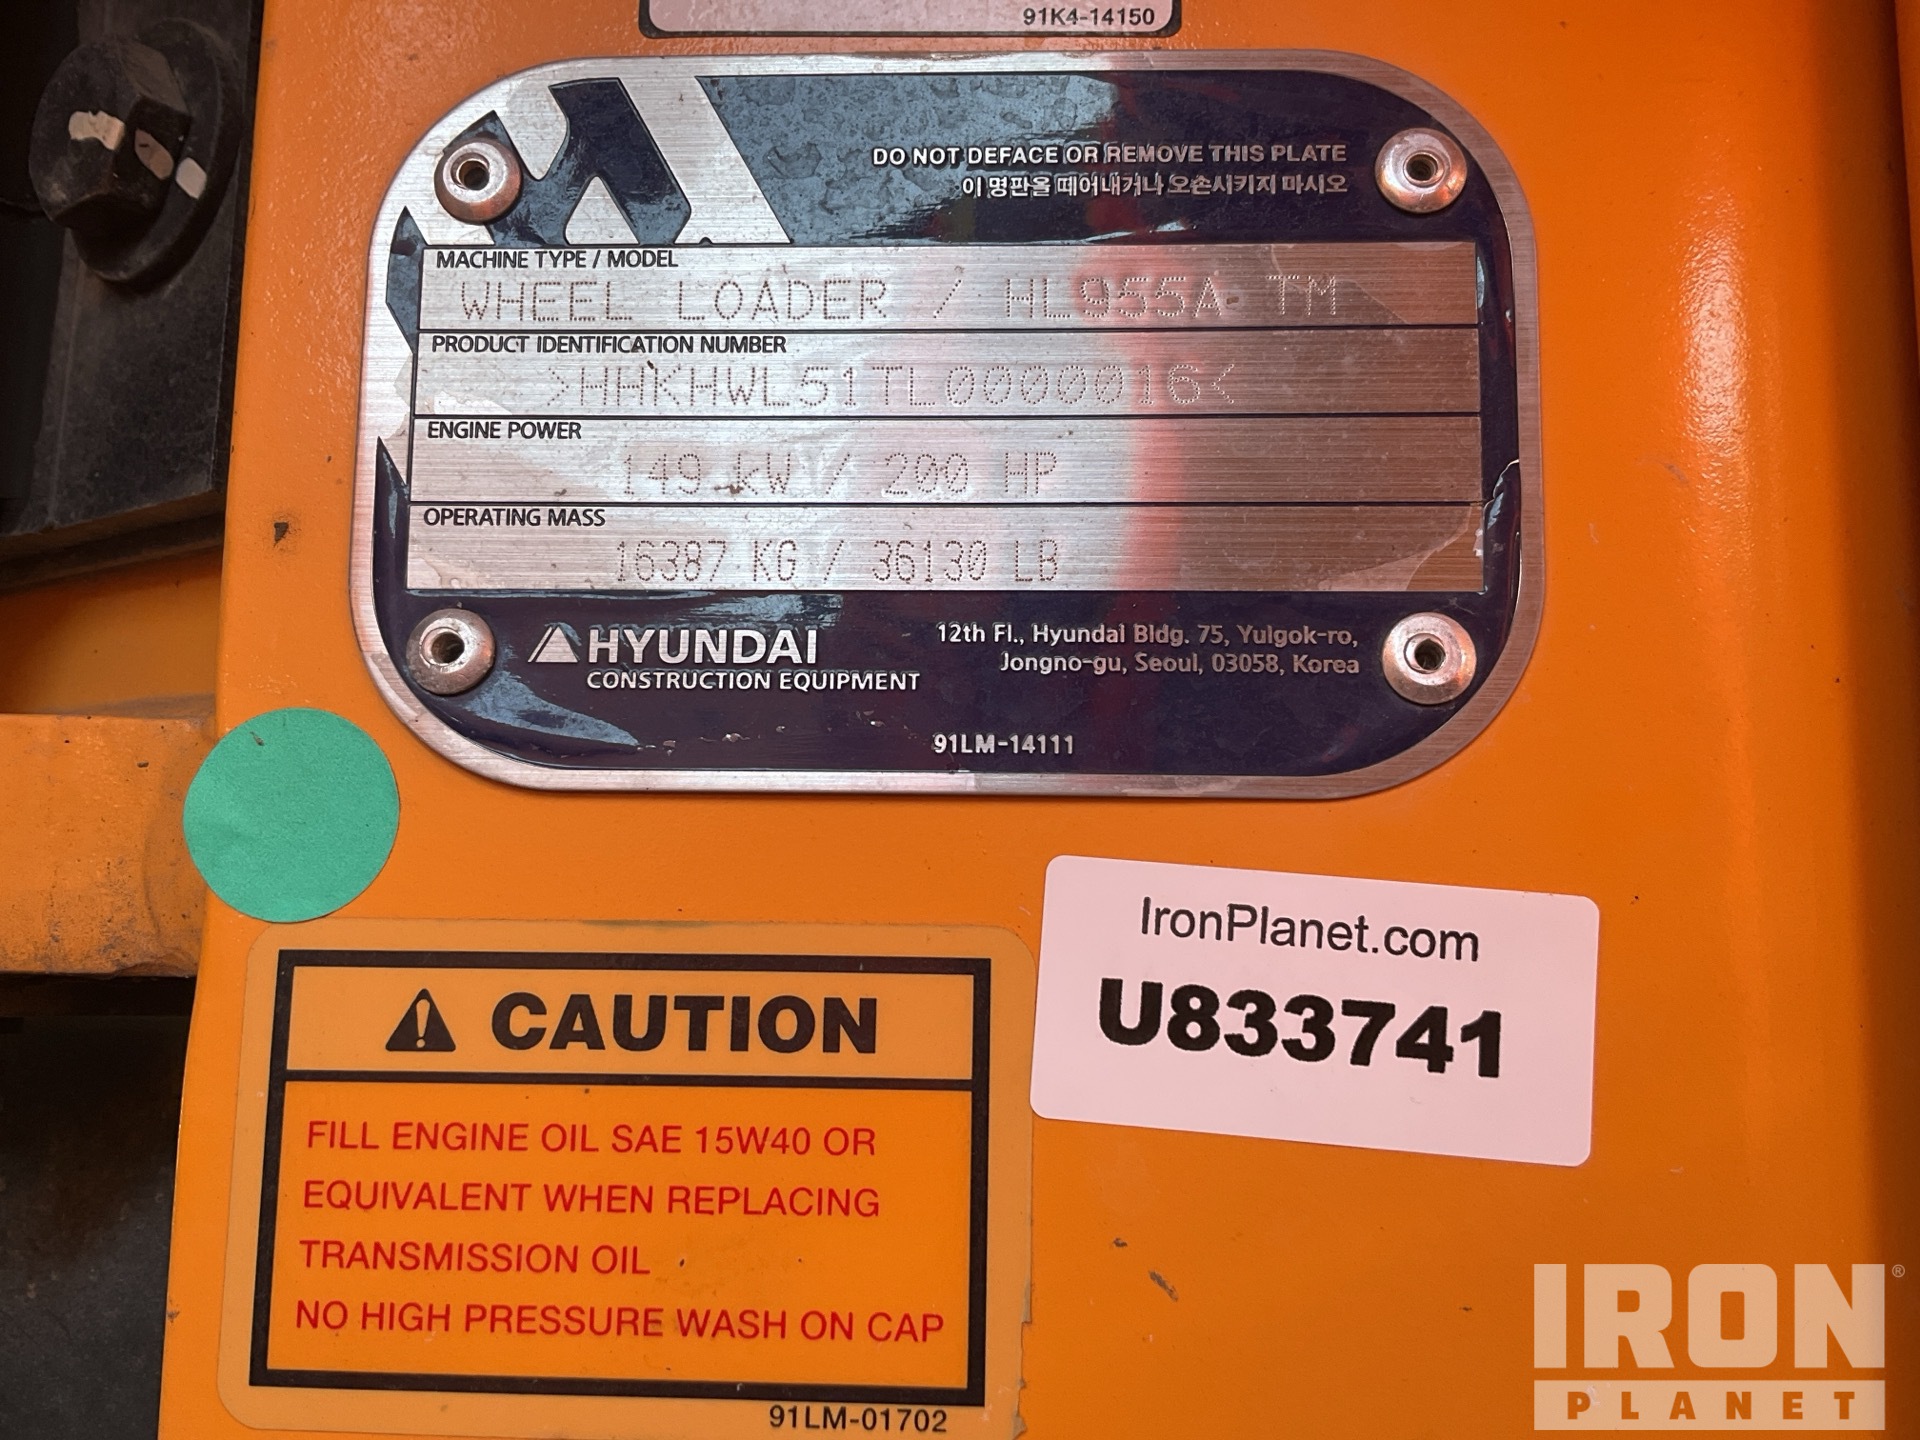 91K4-14150
DO NOT DEFACE OR REMOVE THIS PLATE
이 명판을 떼어내거나 오손시키지 마시오
MACHINE TYPE / MODEL
WHEEL LOADER / HL955A TM
PRODUCT IDENTIFICATION NUMBER
>HHKHWL51TL0000016<
ENGINE POWER
149 kW / 200 HP
OPERATING MASS
16387 KG / 36130 LB
HYUNDAI
CONSTRUCTION EQUIPMENT
12th Fl., Hyundai Bldg. 75, Yulgok-ro,
Jongno-gu, Seoul, 03058, Korea
91LM-14111
IronPlanet.com
U833741
CAUTION
FILL ENGINE OIL SAE 15W40 OR
EQUIVALENT WHEN REPLACING
TRANSMISSION OIL
NO HIGH PRESSURE WASH ON CAP
91LM-01702
IRON®
PLANET